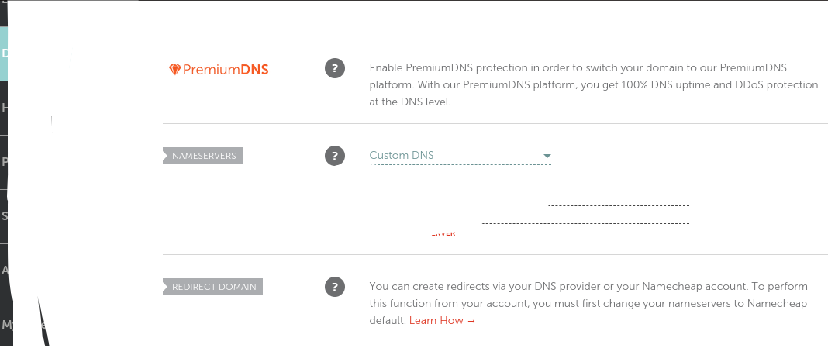 PremiumDNS
?
Enable PremiumDNS protection in order to switch your domain to our PremiumDNS
platform. With our PremiumDNS platform, you get 100% DNS uptime and DDoS protection
at the DNS level
NAMESERVERS
?
Custom DNS
REDIRECT DOMAIN
?
You can create redirects via your DNS provider or your Namecheap account. To perform
this function from your account, you must first change your nameservers to Namecheap
default. Learn How →